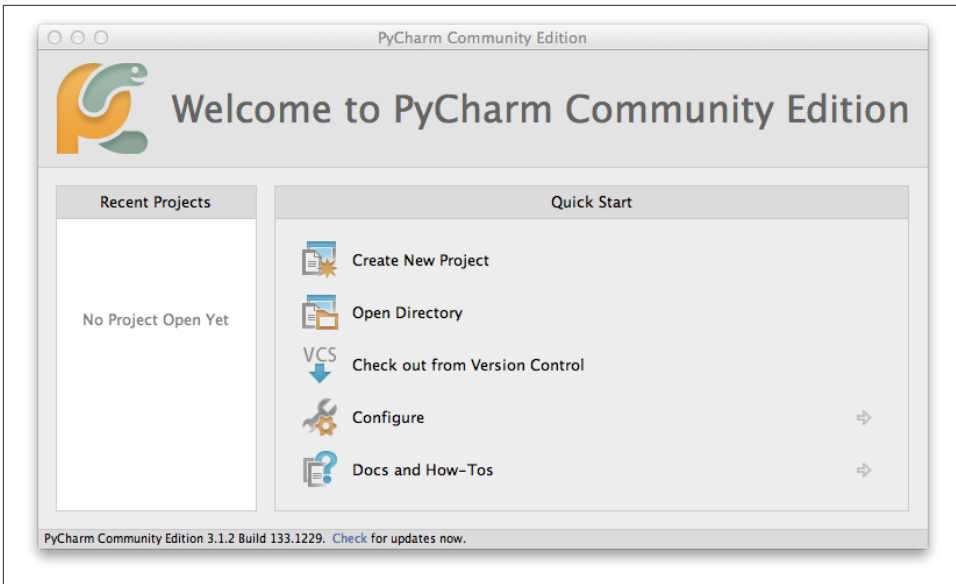 PyCharm Community Edition
Welcome to PyCharm Community Edition
Recent Projects
No Project Open Yet
Quick Start
Create New Project
Open Directory
VCS
Check out from Version Control
Configure
Docs and How-Tos
PyCharm Community Edition 3.1.2 Build 133.1229. Check for updates now.